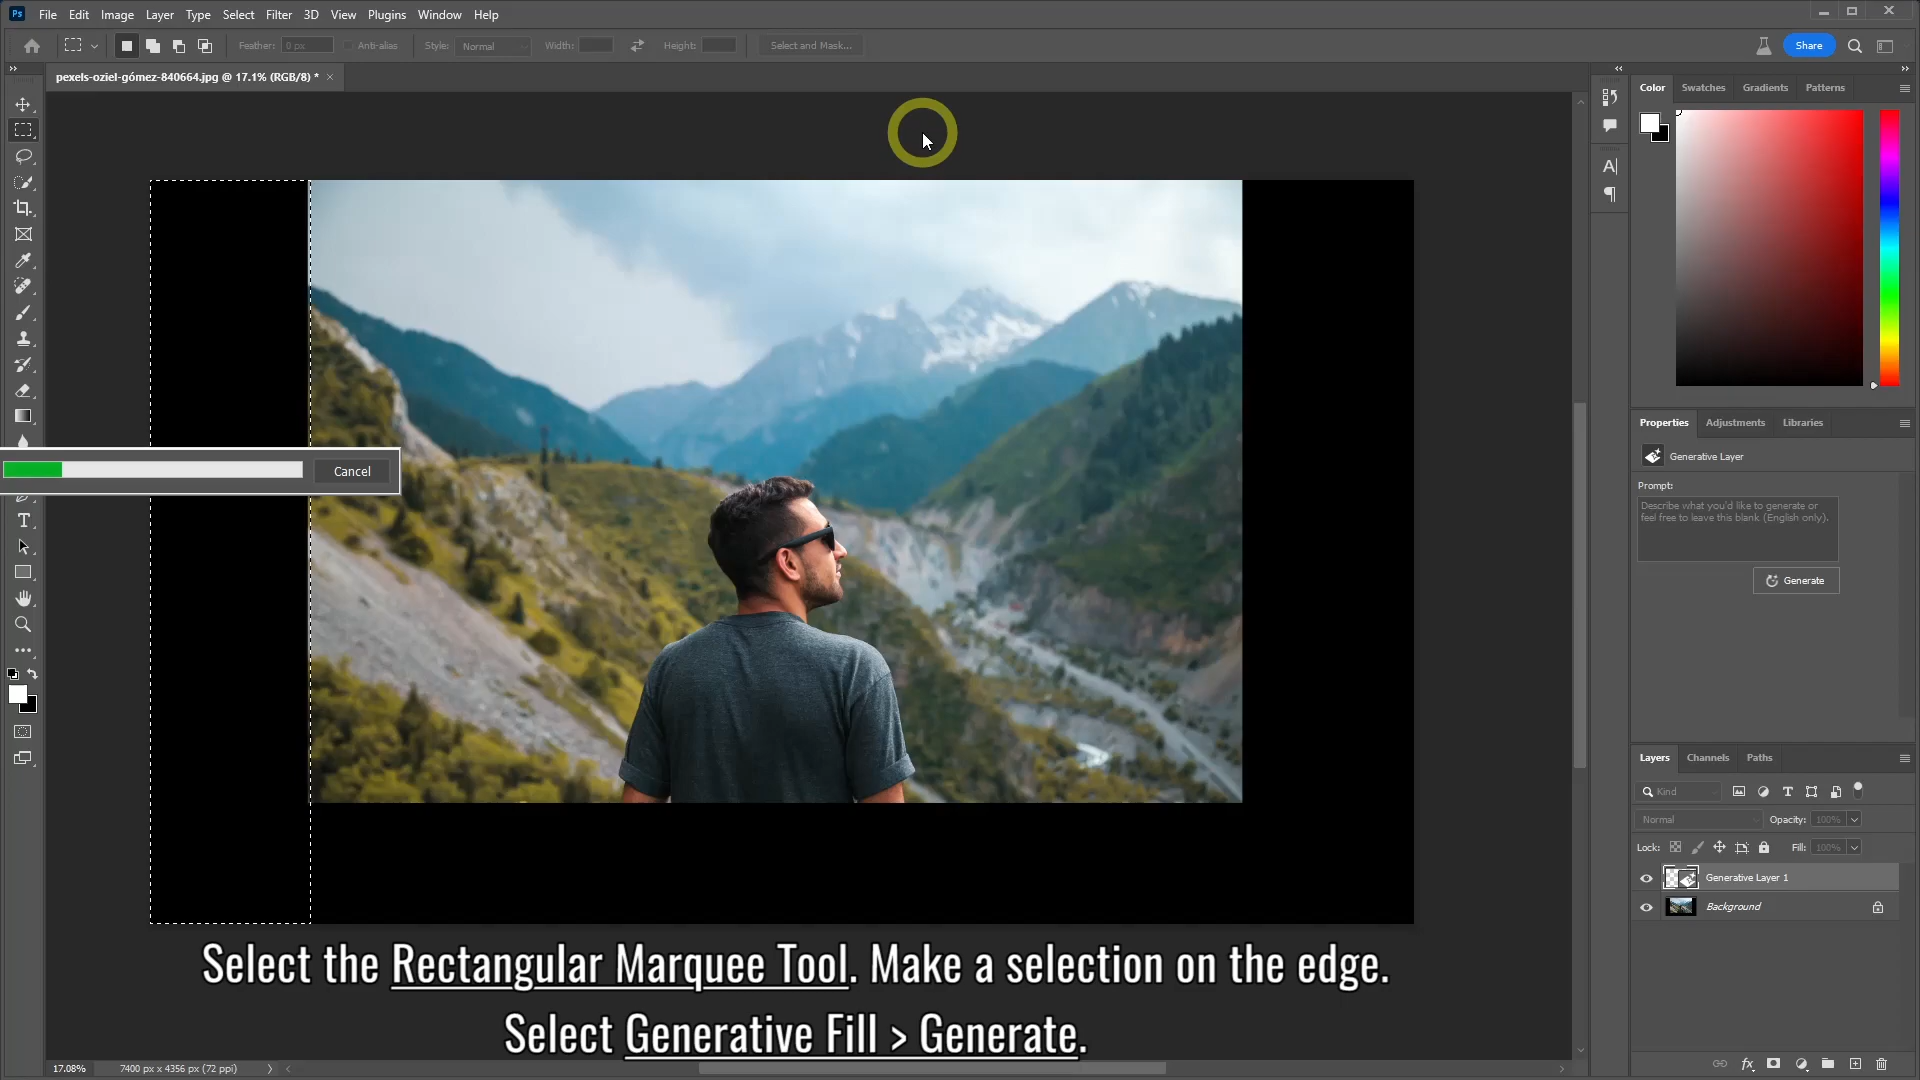 Ps File Edit Image Layer Type Select Filter 3D View Plugins Window Help
Feather: 0 px Anti-alias Style: Normal Width: Height: Select and Mask... Share
pexels-oziel-gómez-840664.jpg @ 17.1% (RGB/8) * ×
Color Swatches Gradients Patterns
Properties Adjustments Libraries
Generative Layer
Cancel
Prompt:
Describe what you'd like to generate or
feel free to leave this blank (English only).
Generate
Layers Channels Paths
Kind
Normal Opacity: 100%
Lock: Fill: 100%
Generative Layer 1
Background
Select the Rectangular Marquee Tool. Make a selection on the edge.
Select Generative Fill > Generate.
17.08% 7400 px x 4356 px (72 ppi)